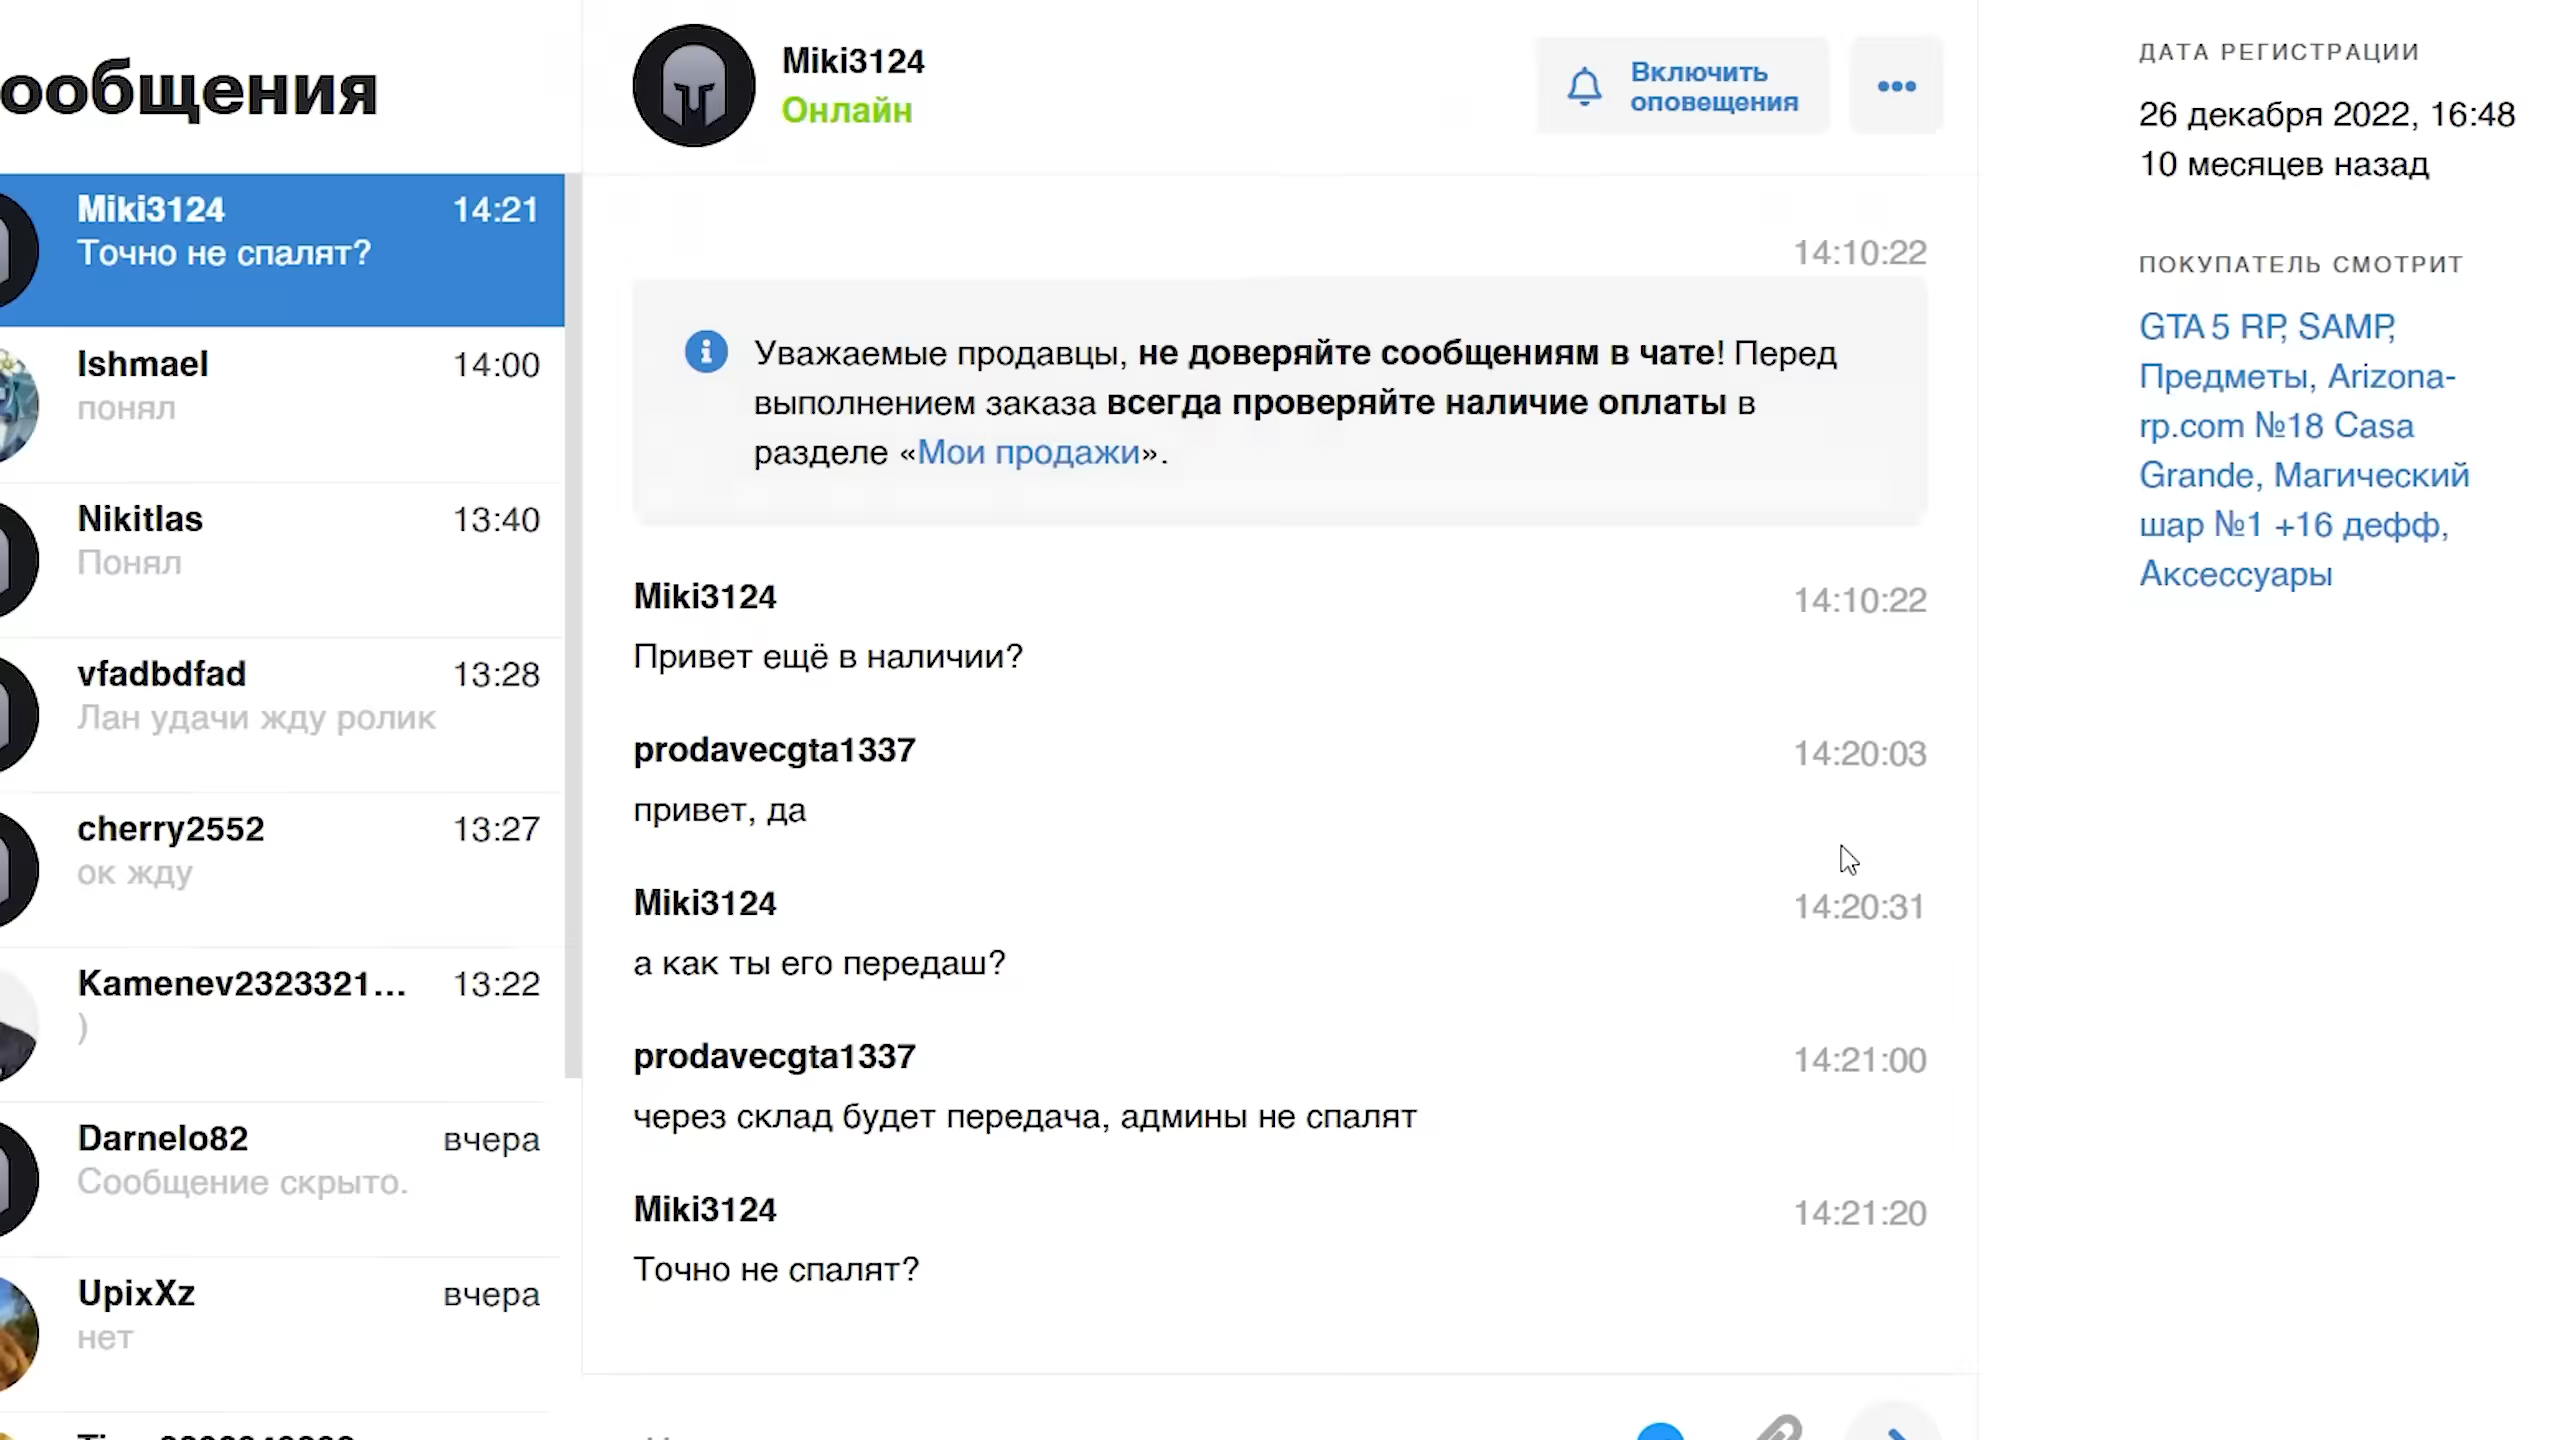 ообщения
Miki3124 14:21
Точно не спалят?
Ishmael 14:00
понял
Nikitlas 13:40
Понял
vfadbdfad 13:28
Лан удачи жду ролик
cherry2552 13:27
ок жду
Kamenev2323321... 13:22
)
Darnelo82 вчера
Сообщение скрыто.
UpixXz вчера
нет
Miki3124
Онлайн
Включить
оповещения
14:10:22
Уважаемые продавцы, не доверяйте сообщениям в чате! Перед
выполнением заказа всегда проверяйте наличие оплаты в
разделе «Мои продажи».
Miki3124 14:10:22
Привет ещё в наличии?
prodavecgta1337 14:20:03
привет, да
Miki3124 14:20:31
а как ты его передаш?
prodavecgta1337 14:21:00
через склад будет передача, админы не спалят
Miki3124 14:21:20
Точно не спалят?
ДАТА РЕГИСТРАЦИИ
26 декабря 2022, 16:48
10 месяцев назад
ПОКУПАТЕЛЬ СМОТРИТ
GTA 5 RP, SAMP,
Предметы, Arizona-
rp.com №18 Casa
Grande, Магический
шар №1 +16 дефф,
Аксессуары